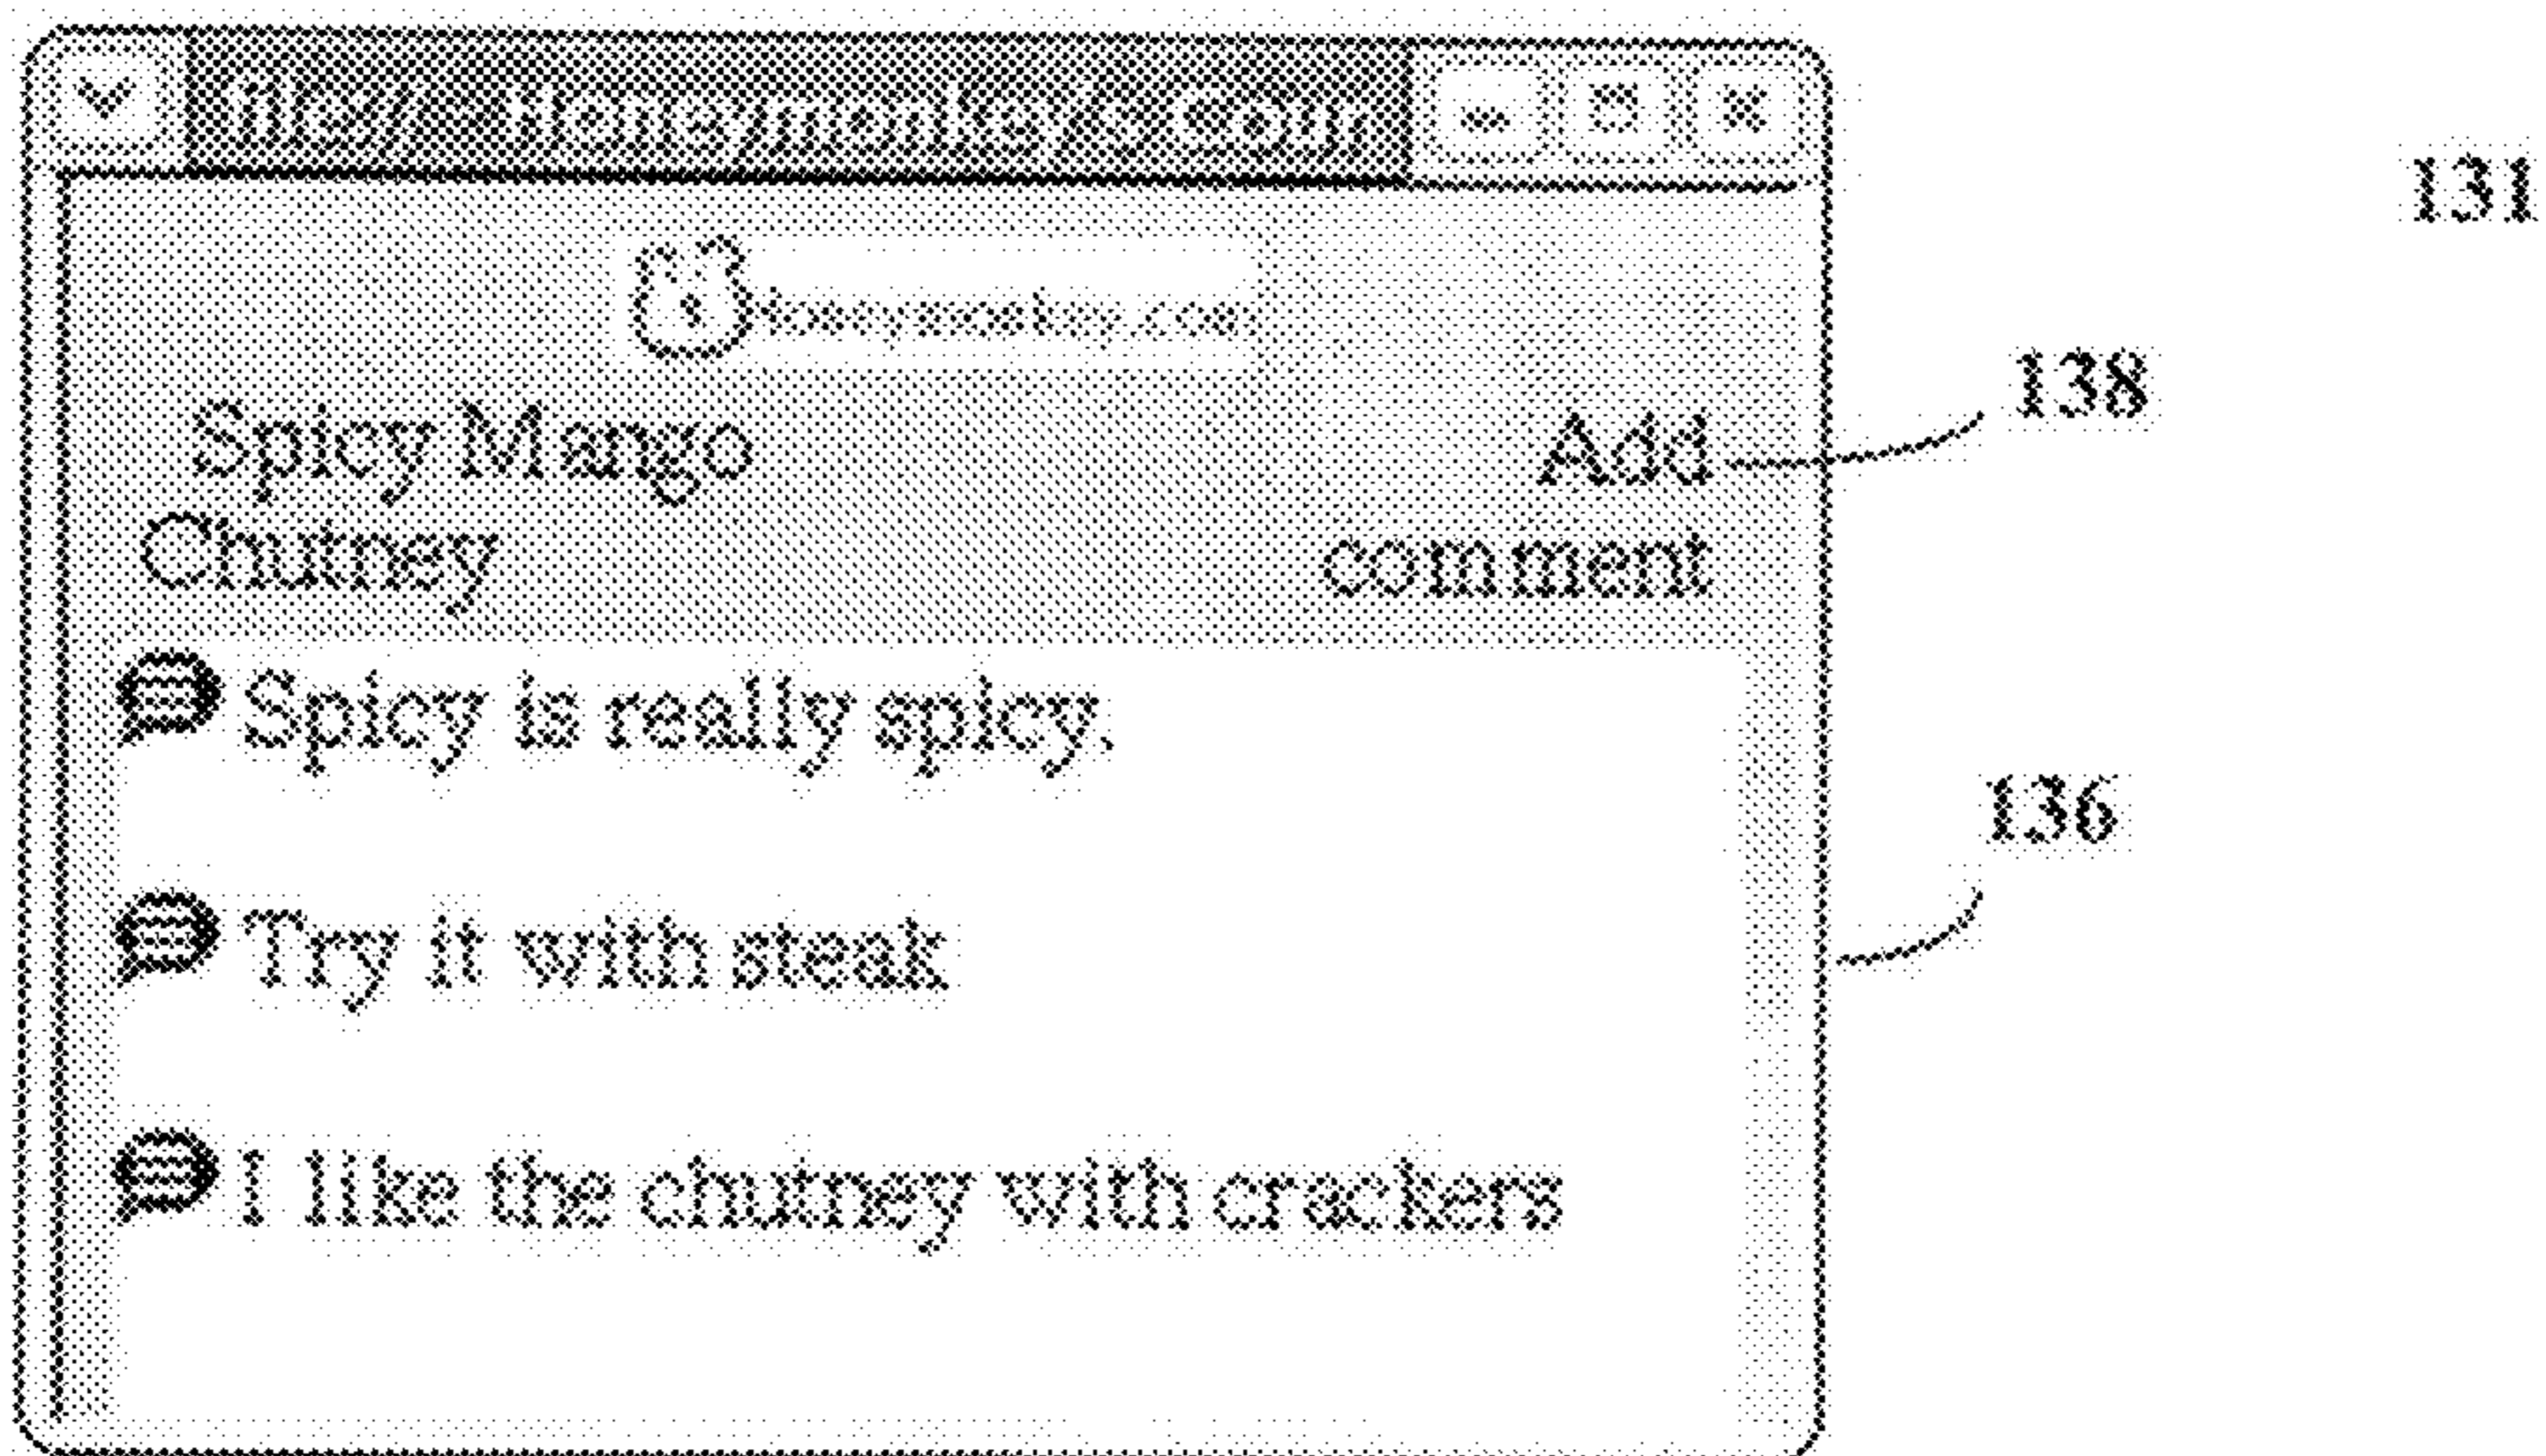 131
138
Spicy Mango Add
Chutney comment
Spicy is really spicy.
136
Try it with steak
I like the chutney with crackers